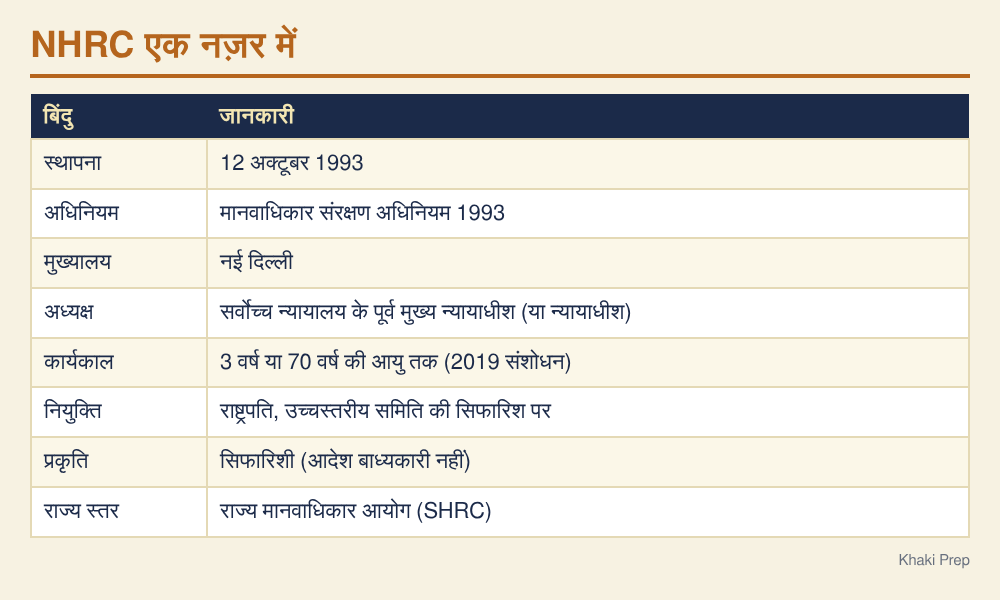 NHRC एक नज़र में
बिंदु जानकारी
स्थापना 12 अक्टूबर 1993
अधिनियम मानवाधिकार संरक्षण अधिनियम 1993
मुख्यालय नई दिल्ली
अध्यक्ष सर्वोच्च न्यायालय के पूर्व मुख्य न्यायाधीश (या न्यायाधीश)
कार्यकाल 3 वर्ष या 70 वर्ष की आयु तक (2019 संशोधन)
नियुक्ति राष्ट्रपति, उच्चस्तरीय समिति की सिफारिश पर
प्रकृति सिफारिशी (आदेश बाध्यकारी नहीं)
राज्य स्तर राज्य मानवाधिकार आयोग (SHRC)
Khaki Prep